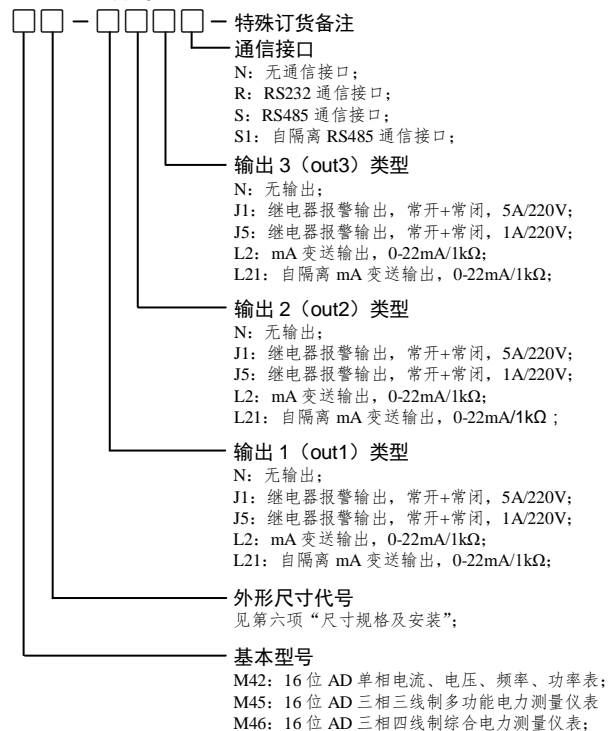 特殊订货备注
通信接口
N：无通信接口；
R：RS232 通信接口；
S：RS485 通信接口；
S1：自隔离 RS485 通信接口；
输出 3（out3）类型
N：无输出；
J1：继电器报警输出，常开+常闭，5A/220V；
J5：继电器报警输出，常开+常闭，1A/220V；
L2：mA 变送输出，0-22mA/1kΩ；
L21：自隔离 mA 变送输出，0-22mA/1kΩ；
输出 2（out2）类型
N：无输出；
J1：继电器报警输出，常开+常闭，5A/220V；
J5：继电器报警输出，常开+常闭，1A/220V；
L2：mA 变送输出，0-22mA/1kΩ；
L21：自隔离 mA 变送输出，0-22mA/1kΩ；
输出 1（out1）类型
N：无输出；
J1：继电器报警输出，常开+常闭，5A/220V；
J5：继电器报警输出，常开+常闭，1A/220V；
L2：mA 变送输出，0-22mA/1kΩ；
L21：自隔离 mA 变送输出，0-22mA/1kΩ；
外形尺寸代号
见第六项“尺寸规格及安装”；
基本型号
M42：16 位 AD 单相电流、电压、频率、功率表；
M45：16 位 AD 三相三线制多功能电力测量仪表
M46：16 位 AD 三相四线制综合电力测量仪表；